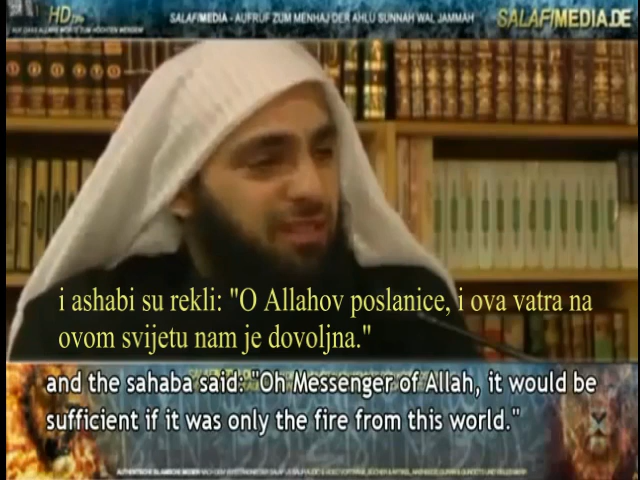 HD
SALAFIMEDIA - AUFRUF ZUM MENHAJ DER AHLU SUNNAH WAL JAMMAH
SALAFIMEDIA.DE
i ashabi su rekli: "O Allahov poslanice, i ova vatra na
ovom svijetu nam je dovoljna."
and the sahaba said: "Oh Messenger of Allah, it would be
sufficient if it was only the fire from this world."